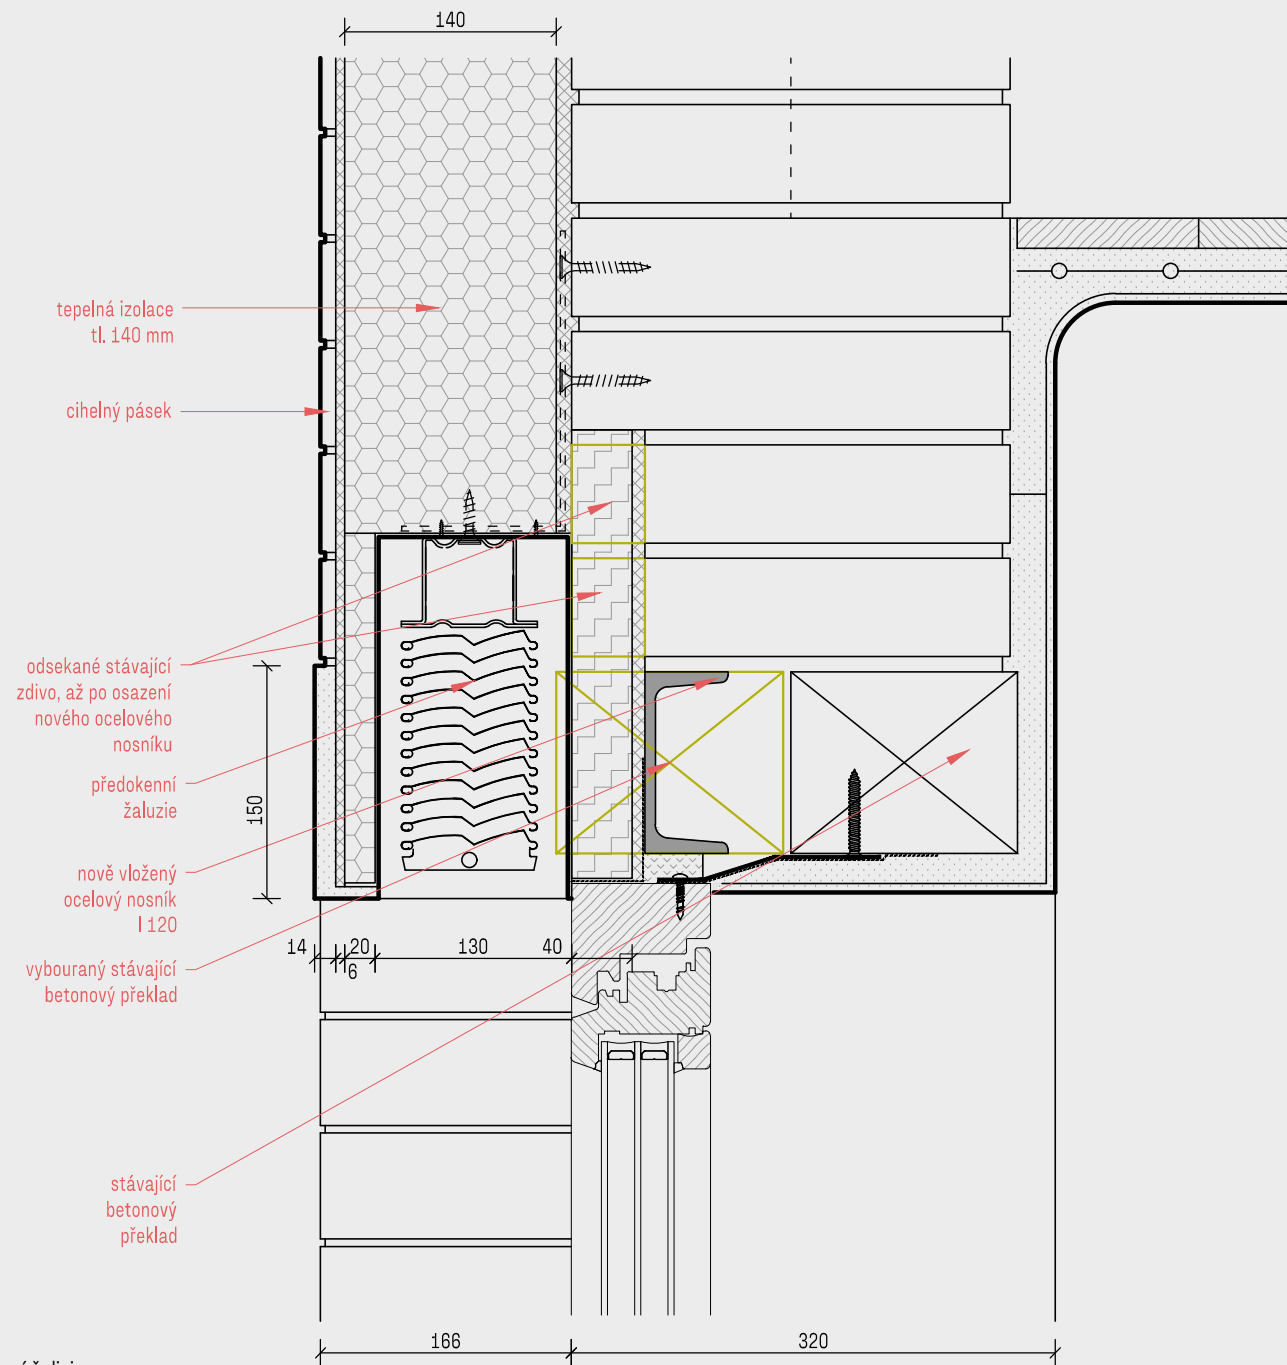 140
tepelná izolace
tl. 140 mm
cihelný pásek
odsekané stávající
zdivo, až po osazení
nového ocelového
nosníku
předokenní
žaluzie
150
nově vložený
ocelový nosník
I 120
14
20
6
130
40
vybouraný stávající
betonový překlad
stávající
betonový
překlad
166
320